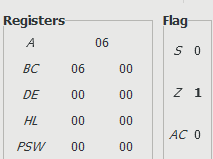 Registers Flag
A 06
S 0
BC 06 00
DE 00 00
Z 1
HL 00 00
AC 0
PSW 00 00